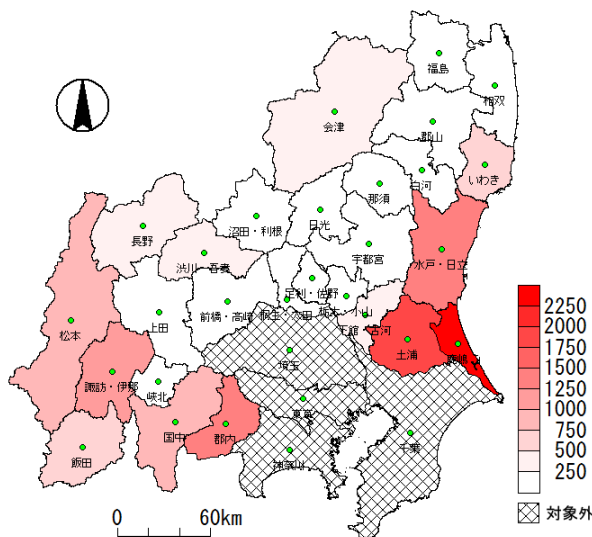 福島
相双
会津
郡山
いわき
白河
那須
長野
沼田・利根
日光
宇都宮
水戸・日立
渋川・吾妻
足利・佐野
栃木
小山
前橋・高崎
桐生・太田
上田
松本
下館・古河
土浦
埼玉
諏訪・伊那
峡北
東京
国中
郡内
千葉
飯田
神奈川
2250
2000
1750
1500
1250
1000
750
500
250
対象外
0 60km